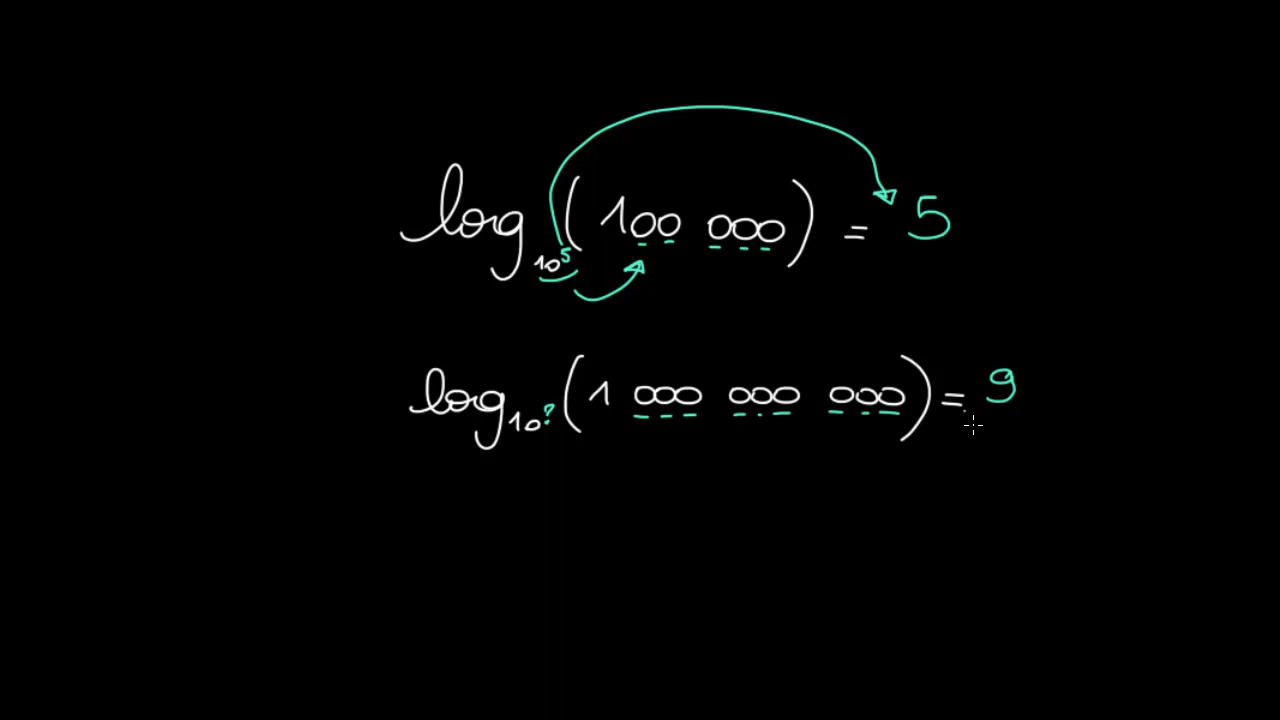 log₁₀⁵(100 000) = 5
log₁₀?(1 000 000 000) = 9